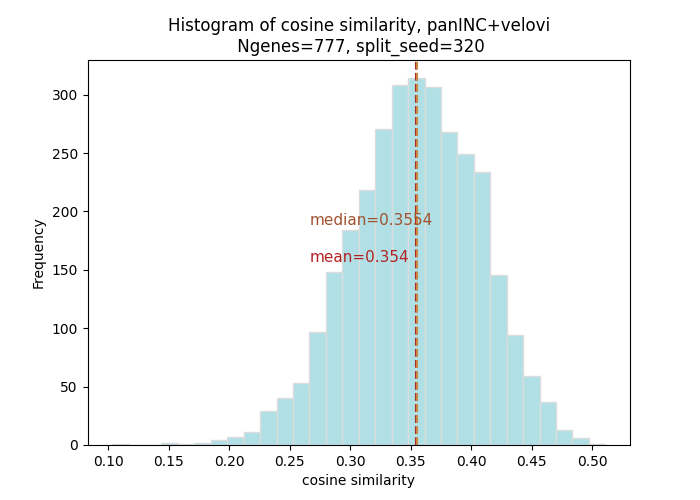 Histogram of cosine similarity, panINC+velovi
Ngenes=777, split_seed=320
Frequency
300
250
200
150
100
50
0
median=0.3554
mean=0.354
0.10 0.15 0.20 0.25 0.30 0.35 0.40 0.45 0.50
cosine similarity